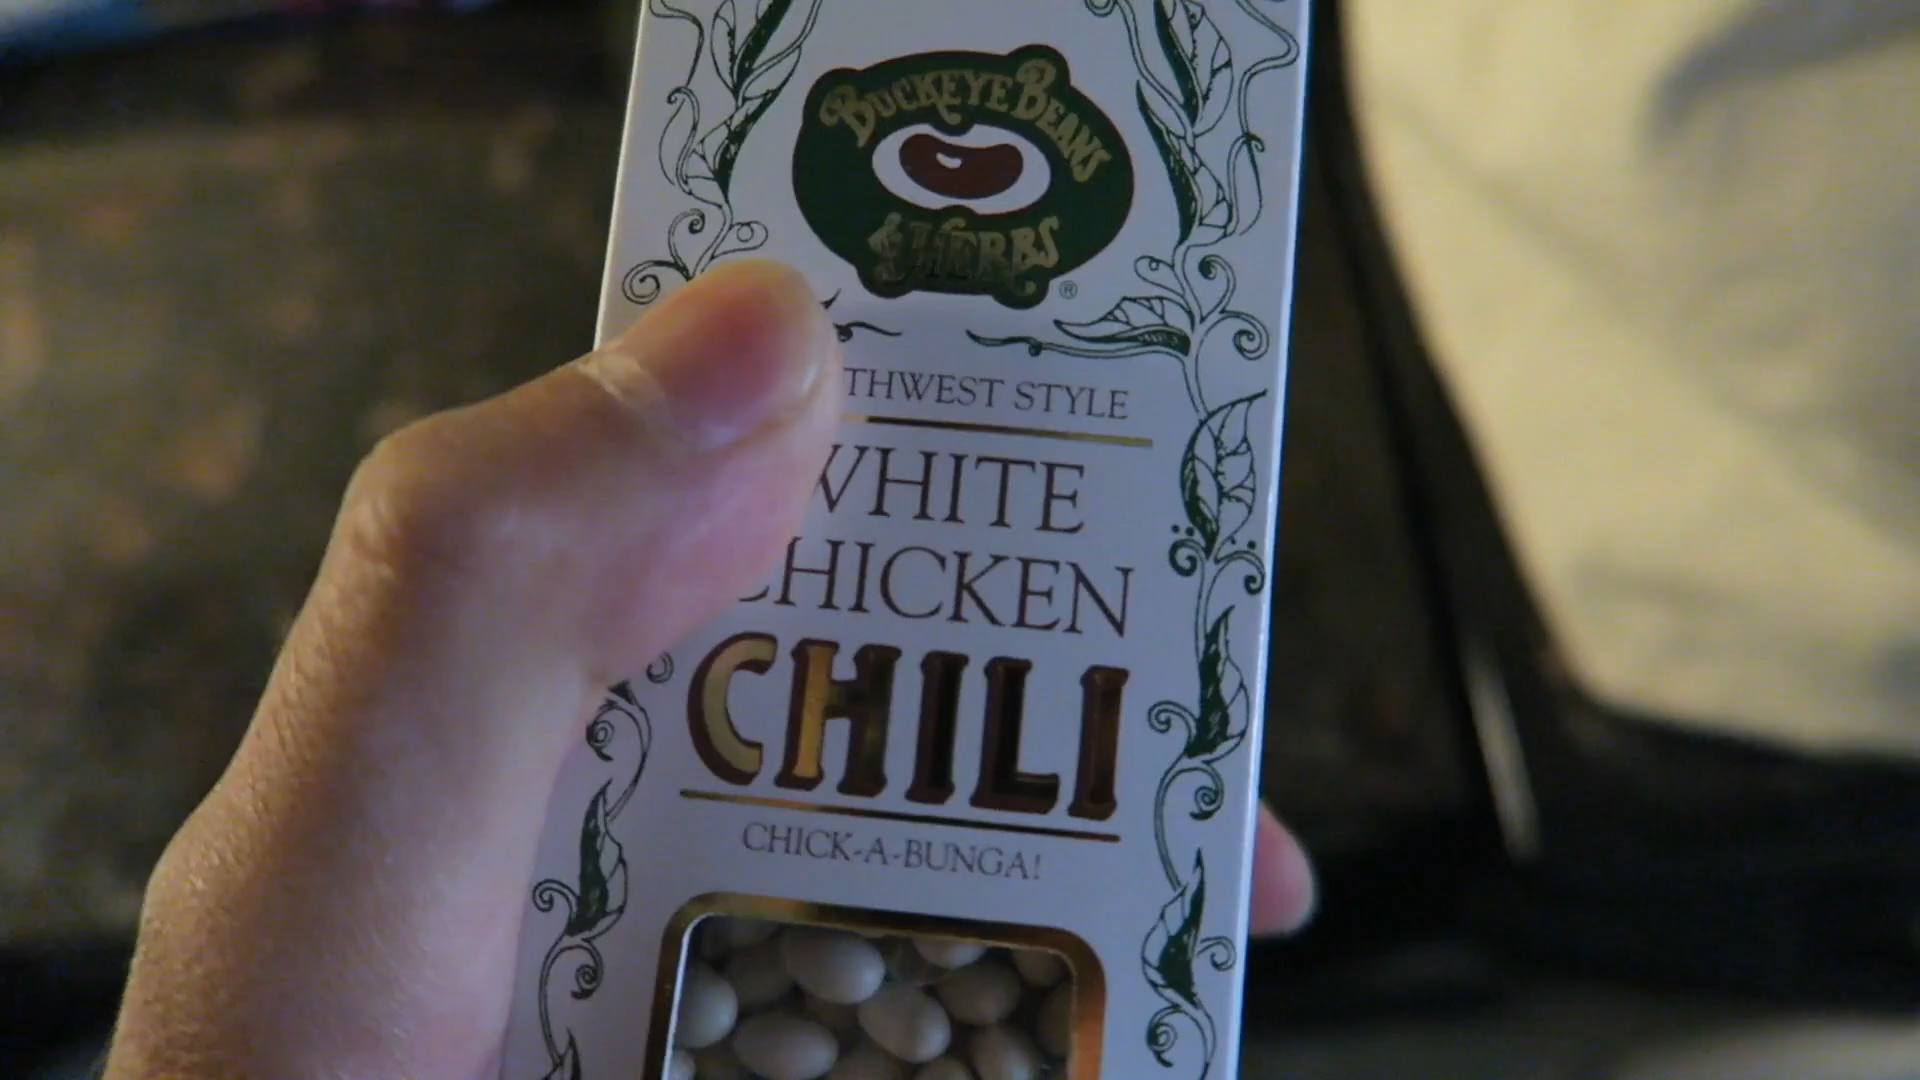 BUCKEYE BEANS
& HERBS
®
THWEST STYLE
WHITE
CHICKEN
CHILI
CHICK-A-BUNGA!